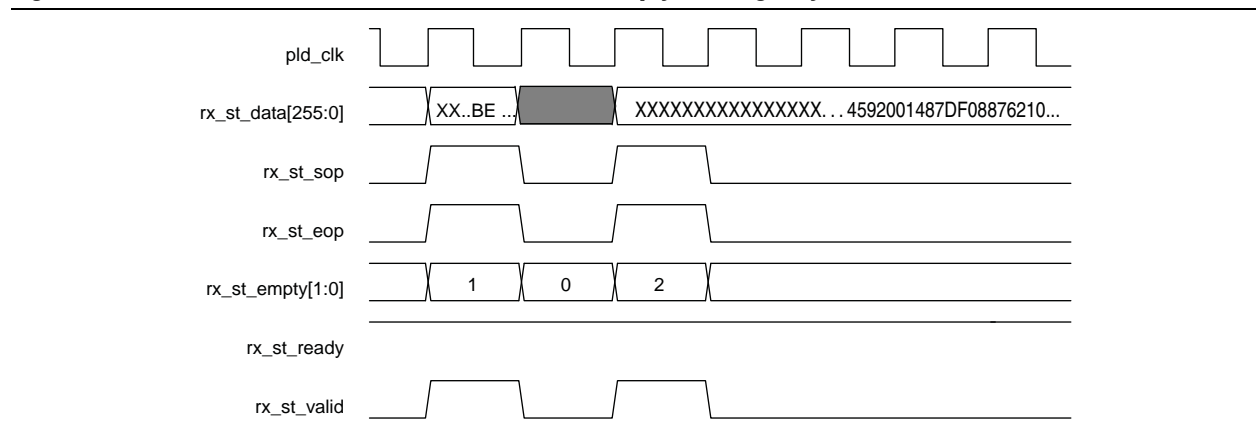 pld_clk
rx_st_data[255:0] XX..BE ... XXXXXXXXXXXXXXXX. . . 4592001487DF08876210...
rx_st_sop
rx_st_eop
rx_st_empty[1:0] 1 0 2
rx_st_ready
rx_st_valid